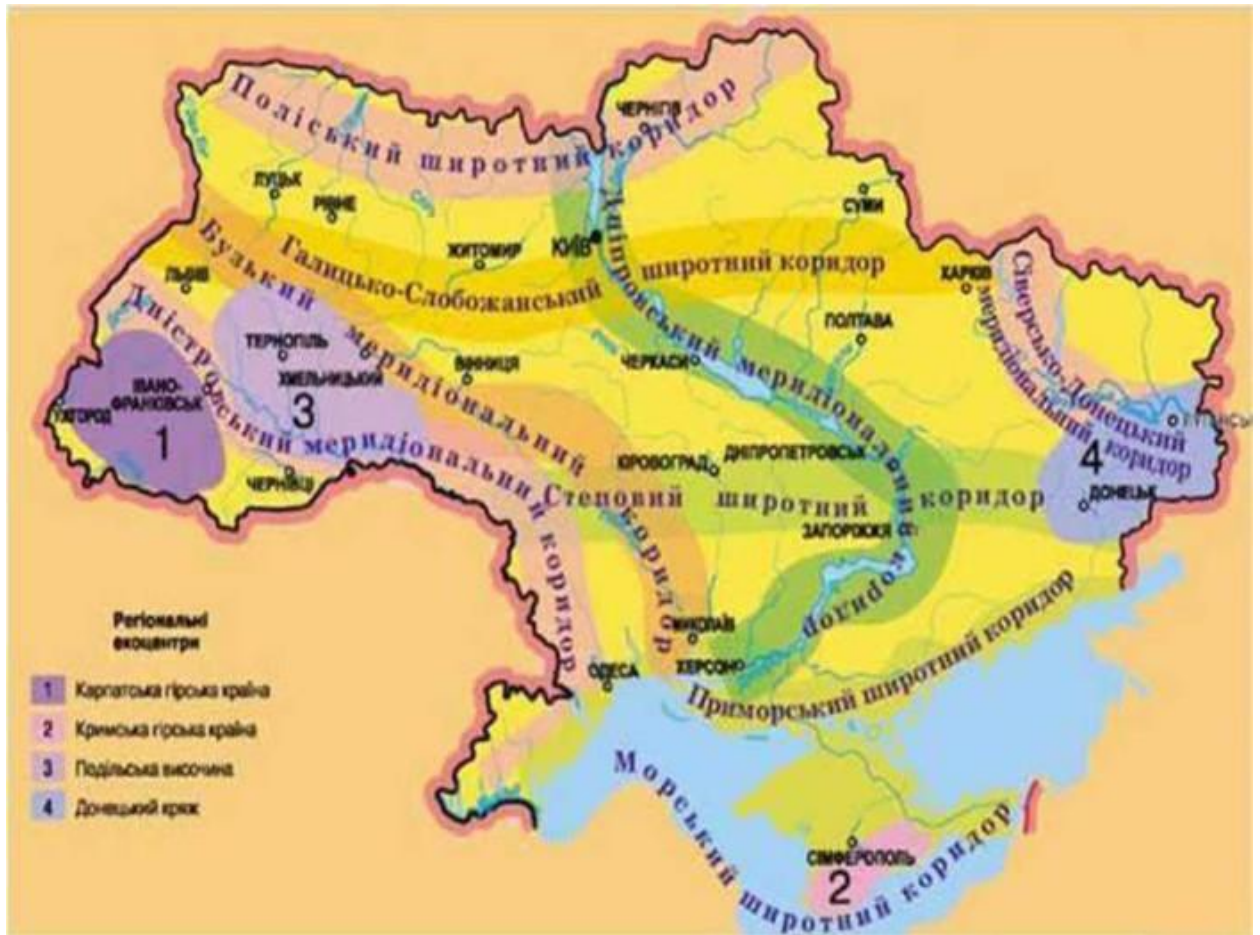 Поліський широтний коридор
ЧЕРНІГІВ
ЛУЦЬК
РІВНЕ
СУМИ
ЖИТОМИР
КИЇВ
Галицько-Слобожанський широтний коридор
ЛЬВІВ
ХАРКІВ
Бузький меридіональний коридор
Дністровський меридіональний коридор
Дніпровський меридіональний коридор
Сіверсько-Донецький
меридіональний коридор
ПОЛТАВА
ТЕРНОПІЛЬ
ХМЕЛЬНИЦЬКИЙ
ВІННИЦЯ
ЧЕРКАСИ
ІВАНО-
ФРАНКІВСЬК
УЖГОРОД
1
3
4
ЧЕРНІВЦІ
КІРОВОГРАД
ДНІПРОПЕТРОВСЬК
Степовий широтний коридор
ДОНЕЦЬК
ЗАПОРІЖЖЯ
МИКОЛАЇВ
ХЕРСОН
ОДЕСА
Приморський широтний коридор
Морський широтний коридор
СІМФЕРОПОЛЬ
2
Регіональні
екоцентри
1 Карпатська гірська країна
2 Кримська гірська країна
3 Подільська височина
4 Донецький кряж